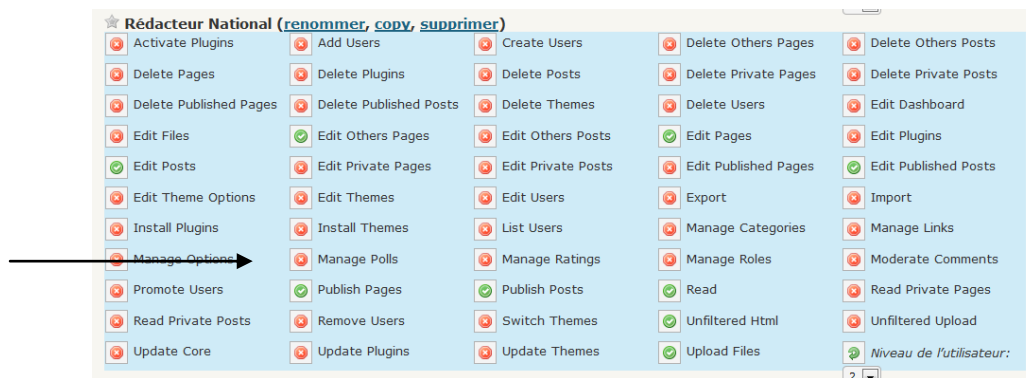 Rédacteur National (renommer, copy, supprimer)
Activate Plugins Add Users Create Users Delete Others Pages Delete Others Posts
Delete Pages Delete Plugins Delete Posts Delete Private Pages Delete Private Posts
Delete Published Pages Delete Published Posts Delete Themes Delete Users Edit Dashboard
Edit Files Edit Others Pages Edit Others Posts Edit Pages Edit Plugins
Edit Posts Edit Private Pages Edit Private Posts Edit Published Pages Edit Published Posts
Edit Theme Options Edit Themes Edit Users Export Import
Install Plugins Install Themes List Users Manage Categories Manage Links
Manage Options Manage Polls Manage Ratings Manage Roles Moderate Comments
Promote Users Publish Pages Publish Posts Read Read Private Pages
Read Private Posts Remove Users Switch Themes Unfiltered Html Unfiltered Upload
Update Core Update Plugins Update Themes Upload Files Niveau de l'utilisateur: